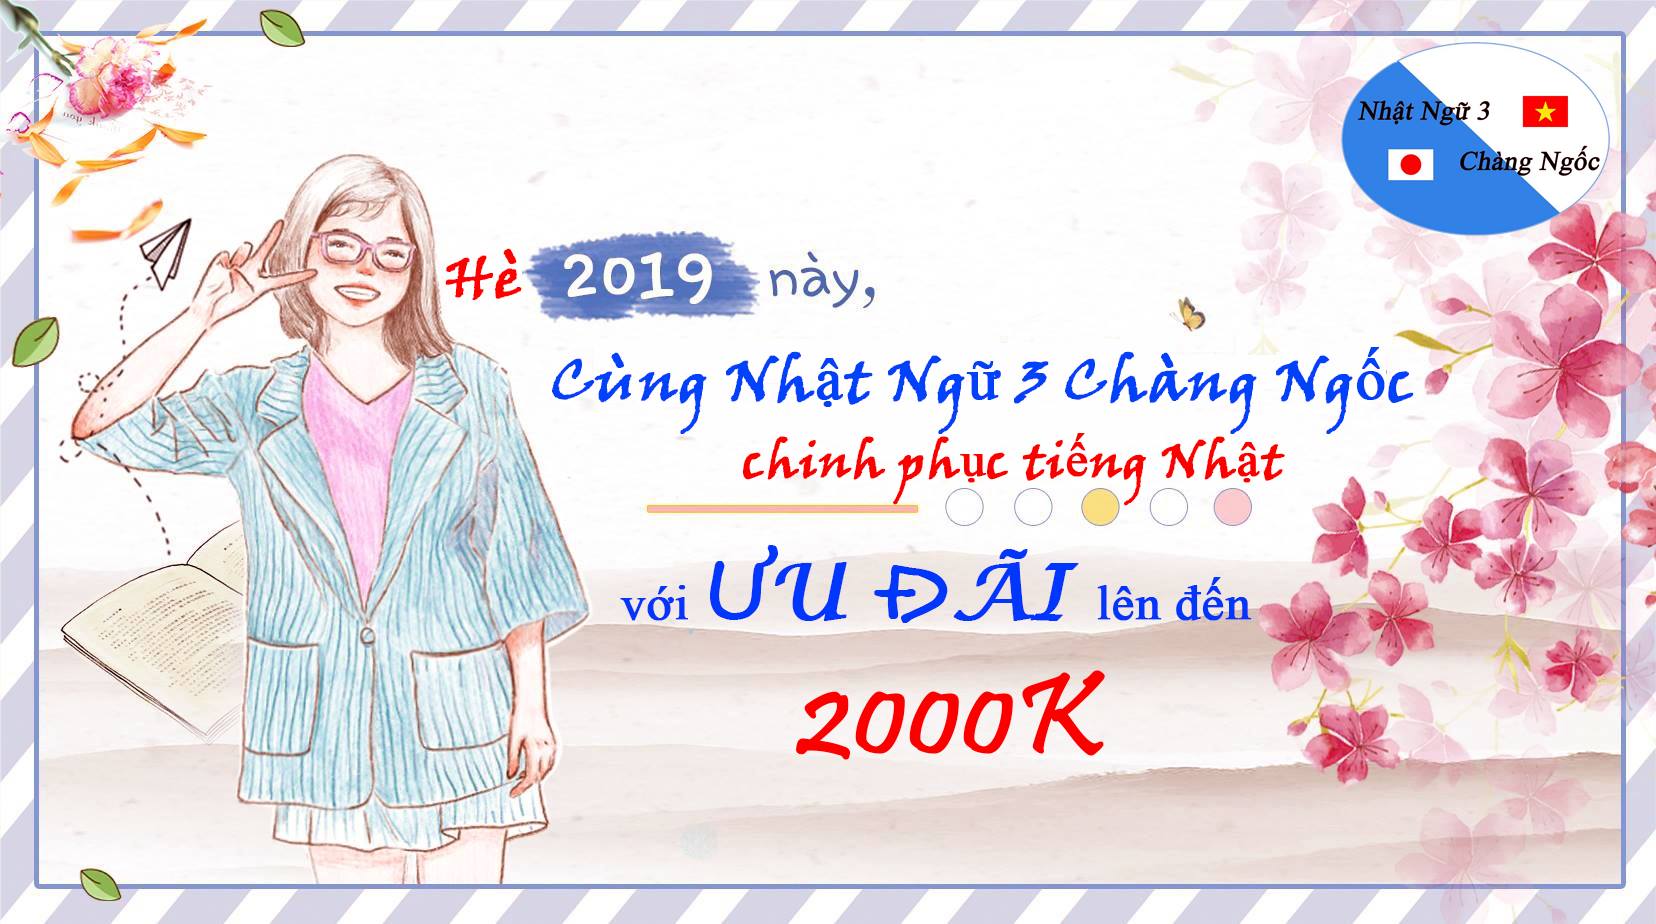 Nhật Ngữ 3
Chàng Ngốc
Hè 2019 này,
Cùng Nhật Ngữ 3 Chàng Ngốc
chinh phục tiếng Nhật
với ƯU ĐÃI lên đến
2000K